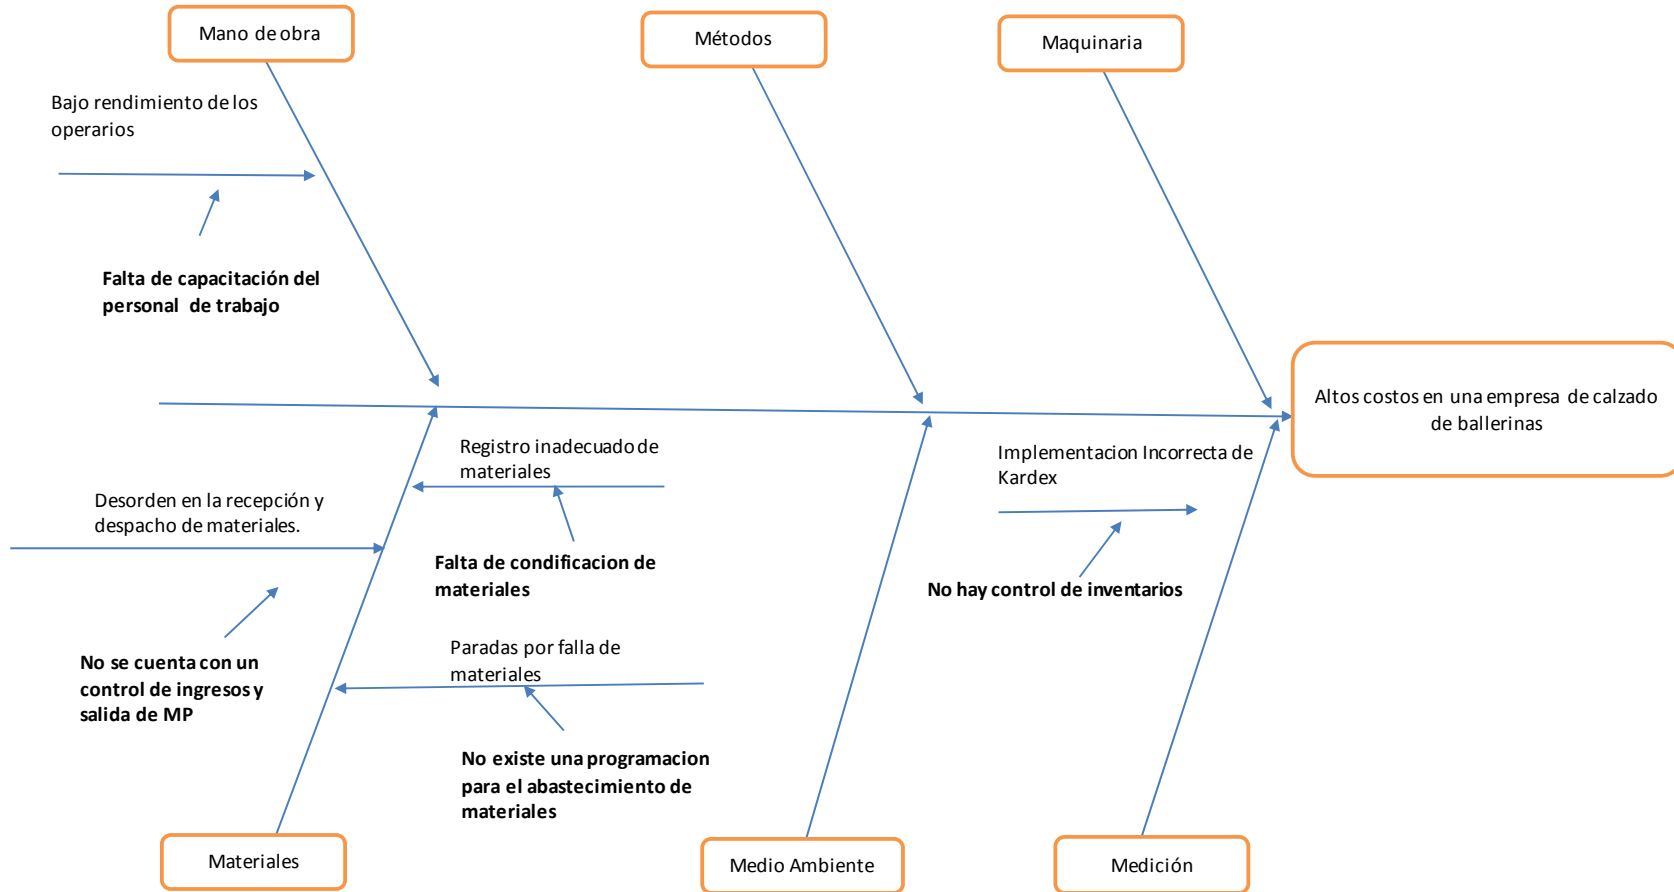 Mano de obra
Métodos
Maquinaria
Bajo rendimiento de los
operarios
Falta de capacitación del
personal de trabajo
Altos costos en una empresa de calzado
de ballerinas
Registro inadecuado de
materiales
Implementacion Incorrecta de
Kardex
Desorden en la recepción y
despacho de materiales.
Falta de condificacion de
materiales
No hay control de inventarios
No se cuenta con un
control de ingresos y
salida de MP
Paradas por falla de
materiales
No existe una programacion
para el abastecimiento de
materiales
Materiales
Medio Ambiente
Medición